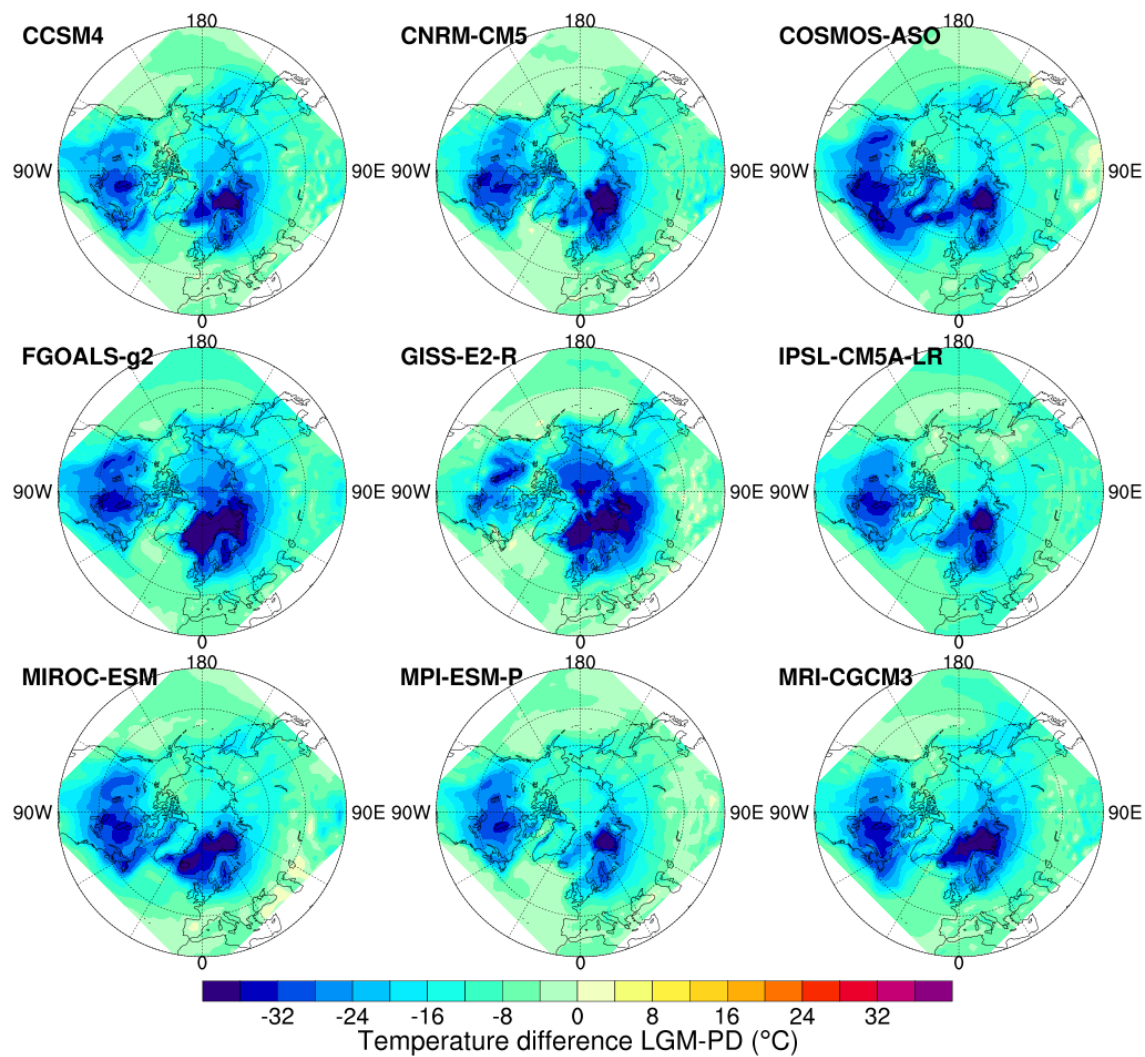 CCSM4 180 CNRM-CM5 180 COSMOS-ASO 180
90W 90E 90W 90E 90W 90E
0 0 0
FGOALS-g2 180 GISS-E2-R 180 IPSL-CM5A-LR 180
90W 90E 90W 90E 90W 90E
0 0 0
MIROC-ESM 180 MPI-ESM-P 180 MRI-CGCM3 180
90W 90E 90W 90E 90W 90E
0 0 0
-32 -24 -16 -8 0 8 16 24 32
Temperature difference LGM-PD (°C)